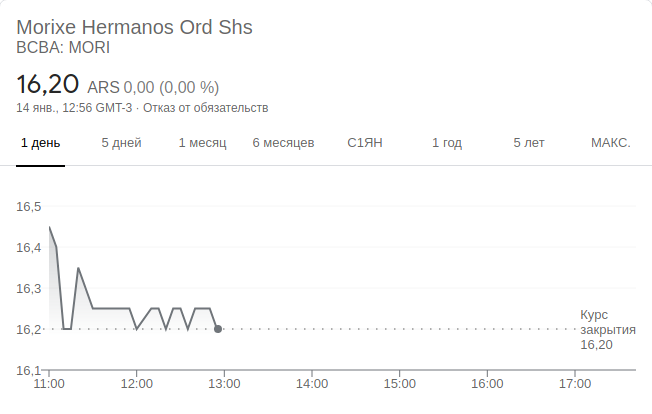 Morixe Hermanos Ord Shs
BCBA: MORI
16,20 ARS 0,00 (0,00 %)
14 янв., 12:56 GMT-3 · Отказ от обязательств
1 день 5 дней 1 месяц 6 месяцев С1ЯН 1 год 5 лет МАКС.
16,5
16,4
16,3
16,2
16,1
Курс
закрытия
16,20
11:00 12:00 13:00 14:00 15:00 16:00 17:00